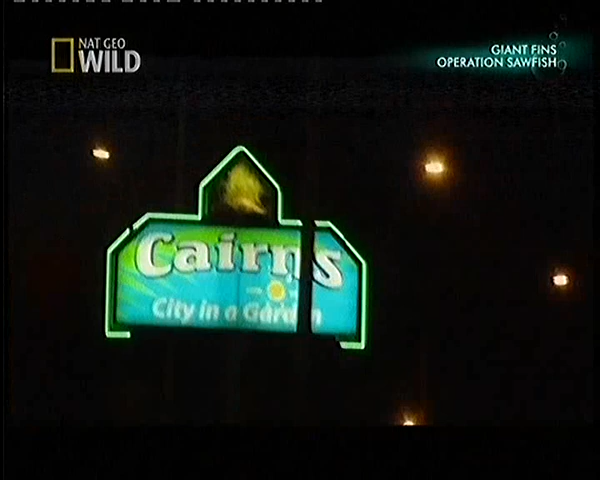 NAT GEO
WILD
GIANT FINS
OPERATION SAWFISH
Cairns
City in a Garden